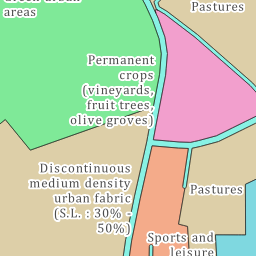 areas
Pastures
Permanent
crops
(vineyards,
fruit trees,
olive groves)
Discontinuous
medium density
urban fabric
(S.L. : 30% -
50%)
Pastures
Sports and
leisure